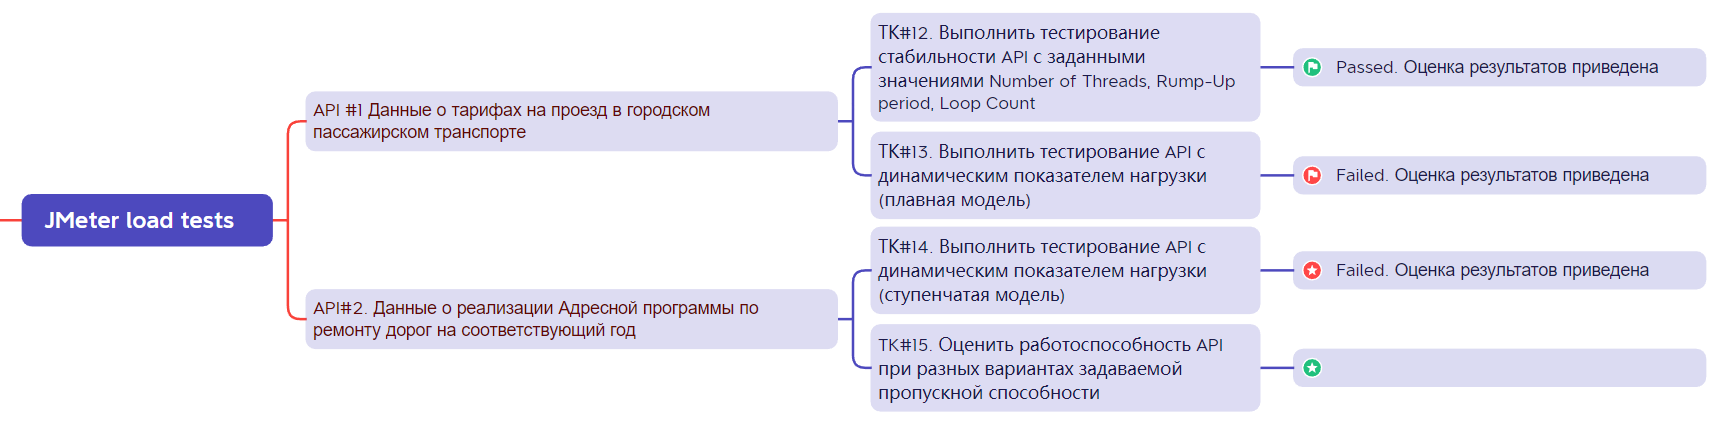 JMeter load tests
API #1 Данные о тарифах на проезд в городском
пассажирском транспорте
ТК#12. Выполнить тестирование
стабильности API с заданными
значениями Number of Threads, Rump-Up
period, Loop Count
Passed. Оценка результатов приведена
ТК#13. Выполнить тестирование API с
динамическим показателем нагрузки
(плавная модель)
Failed. Оценка результатов приведена
API#2. Данные о реализации Адресной программы по
ремонту дорог на соответствующий год
ТК#14. Выполнить тестирование API с
динамическим показателем нагрузки
(ступенчатая модель)
Failed. Оценка результатов приведена
ТК#15. Оценить работоспособность API
при разных вариантах задаваемой
пропускной способности